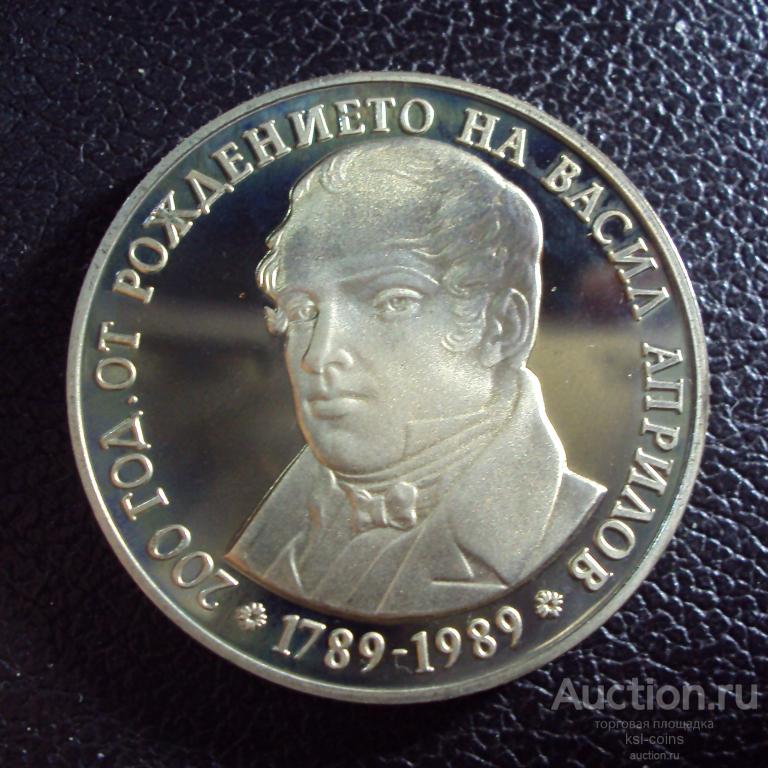 200 ГОД. ОТ РОЖДЕНИЕТО НА ВАСИЛ АПРИЛОВ
1789-1989
Auction.ru
торговая площадка
ksl-coins
auction.ru